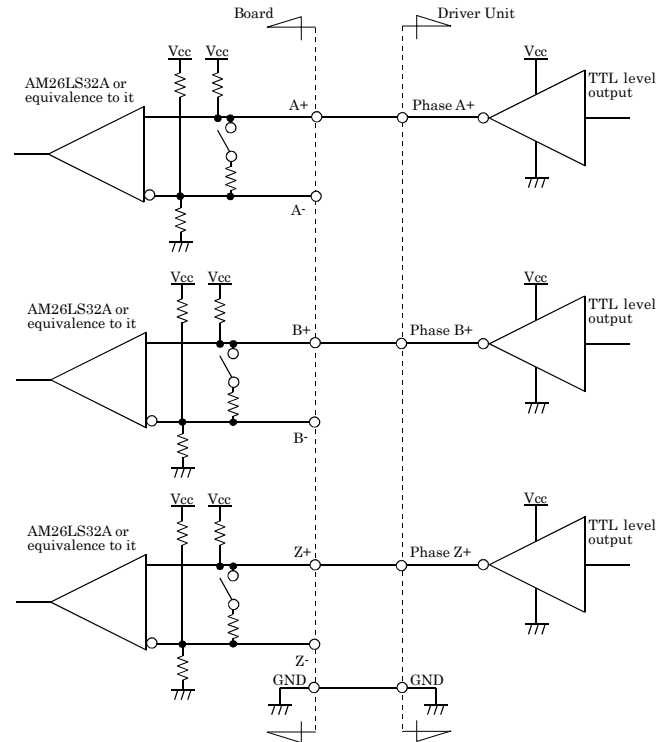 Board
Driver Unit
Vcc
Vcc
Vcc
AM26LS32A or
equivalence to it
TTL level
output
A+
Phase A+
A-
Vcc
Vcc
Vcc
AM26LS32A or
equivalence to it
TTL level
output
B+
Phase B+
B-
Vcc
Vcc
Vcc
AM26LS32A or
equivalence to it
TTL level
output
Z+
Phase Z+
Z-
GND
GND